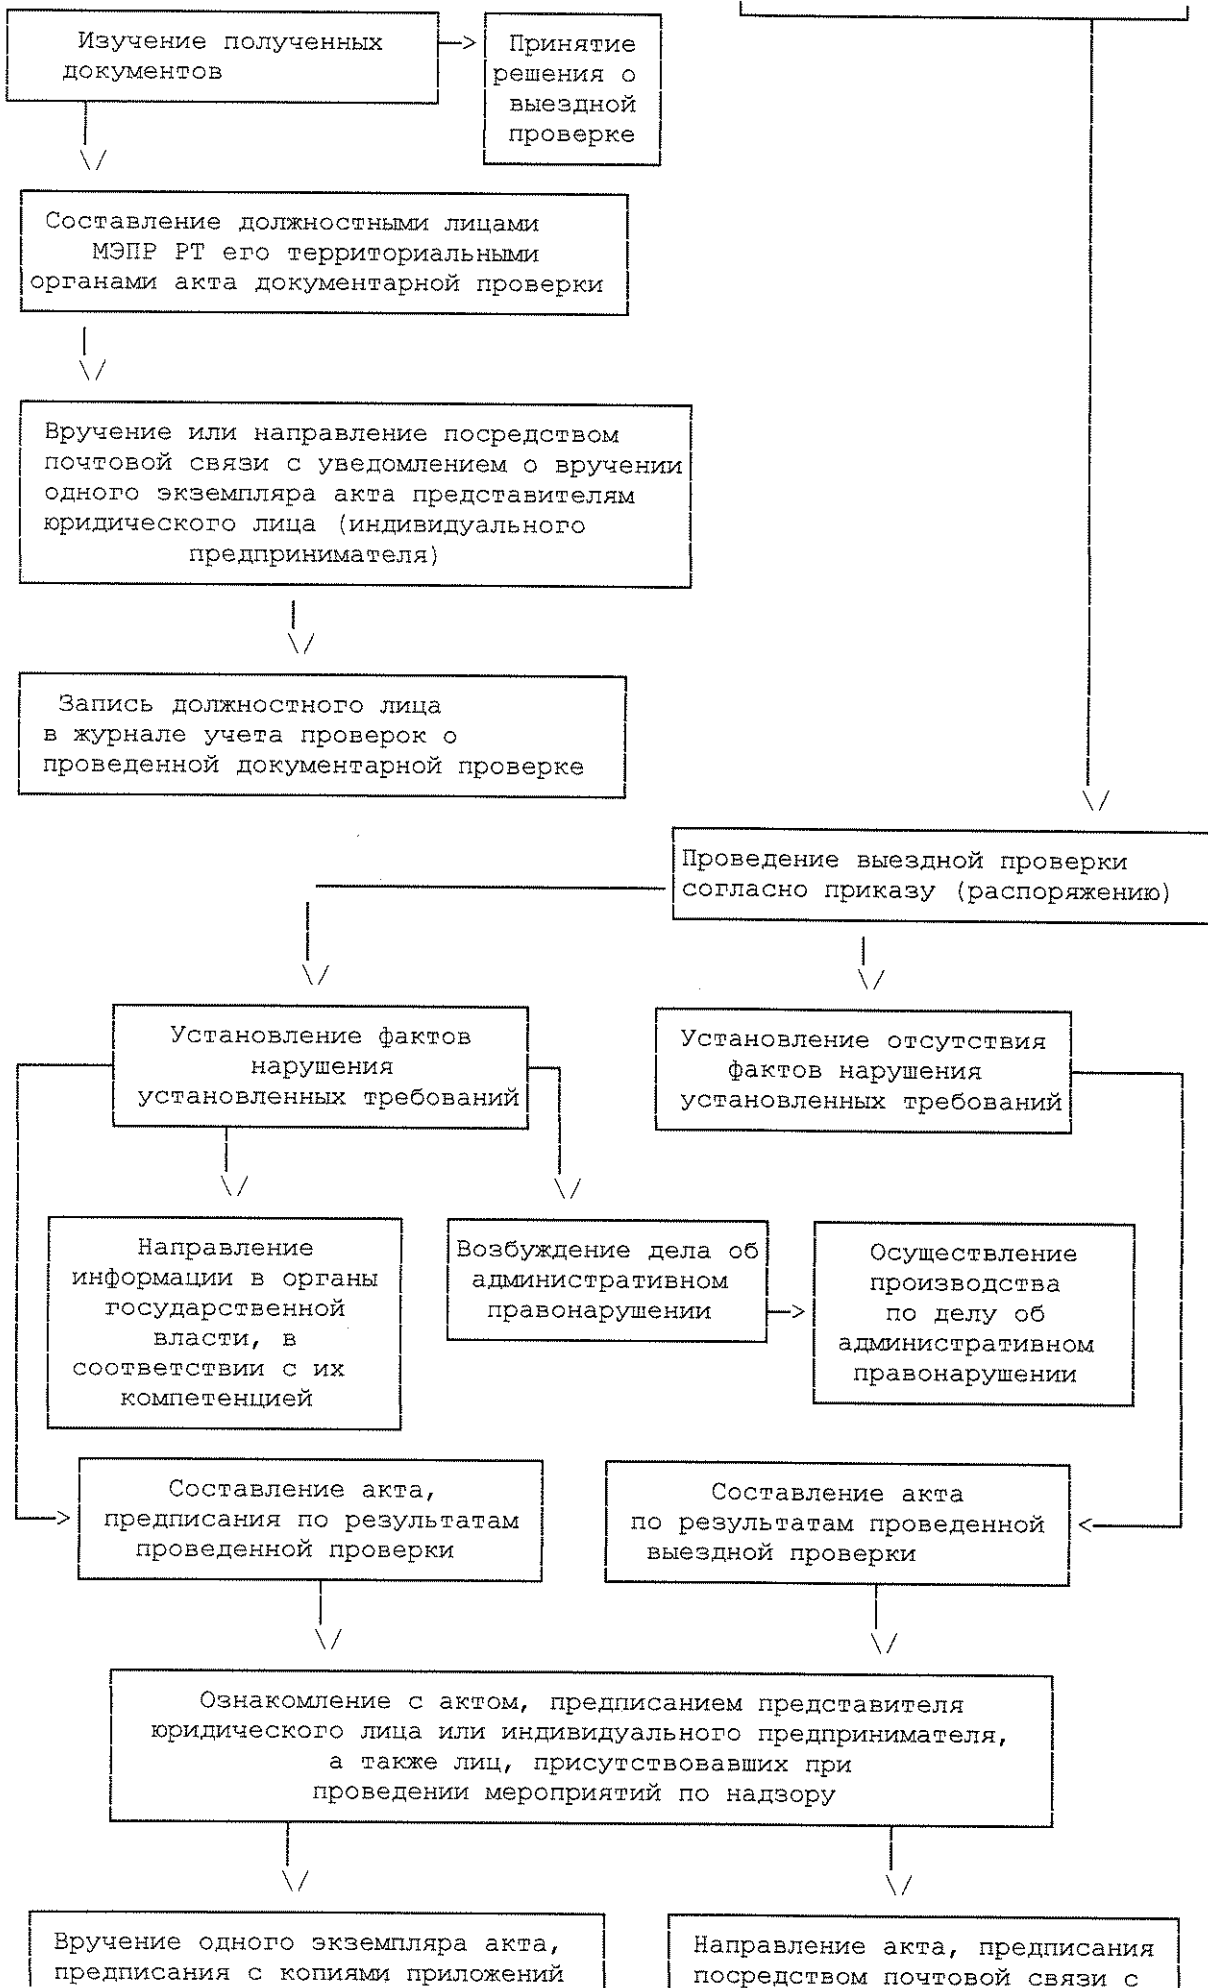 Изучение полученных
документов
Принятие
решения о
выездной
проверке
Составление должностными лицами
МЭПР РТ его территориальными
органами акта документарной проверки
Вручение или направление посредством
почтовой связи с уведомлением о вручении
одного экземпляра акта представителям
юридического лица (индивидуального
предпринимателя)
Запись должностного лица
в журнале учета проверок о
проведенной документарной проверке
Проведение выездной проверки
согласно приказу (распоряжению)
Установление фактов
нарушения
установленных требований
Установление отсутствия
фактов нарушения
установленных требований
Направление
информации в органы
государственной
власти, в
соответствии с их
компетенцией
Возбуждение дела об
административном
правонарушении
Осуществление
производства
по делу об
административном
правонарушении
Составление акта,
предписания по результатам
проведенной проверки
Составление акта
по результатам проведенной
выездной проверки
Ознакомление с актом, предписанием представителя
юридического лица или индивидуального предпринимателя,
а также лиц, присутствовавших при
проведении мероприятий по надзору
Вручение одного экземпляра акта,
предписания с копиями приложений
Направление акта, предписания
посредством почтовой связи с